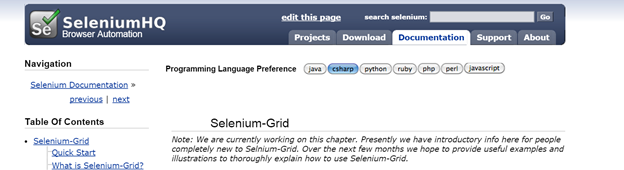 Se SeleniumHQ
Browser Automation
edit this page
search selenium: Go
Projects Download Documentation Support About
Navigation
Selenium Documentation »
previous | next
Table Of Contents
Selenium-Grid
Quick Start
What is Selenium-Grid?
Programming Language Preference java csharp python ruby php perl javascript
Selenium-Grid
Note: We are currently working on this chapter. Presently we have introductory info here for people
completely new to Selnium-Grid. Over the next few months we hope to provide useful examples and
illustrations to thoroughly explain how to use Selenium-Grid.